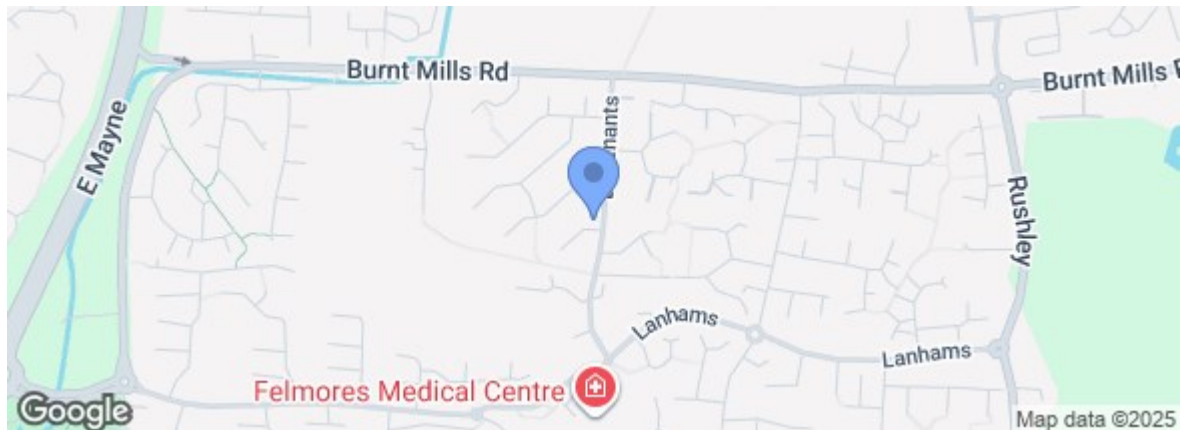 Burnt Mills Rd
Burnt Mills
E Mayne
Rushley
Lanhams
Lanhams
Felmores Medical Centre
Google
Map data ©2025